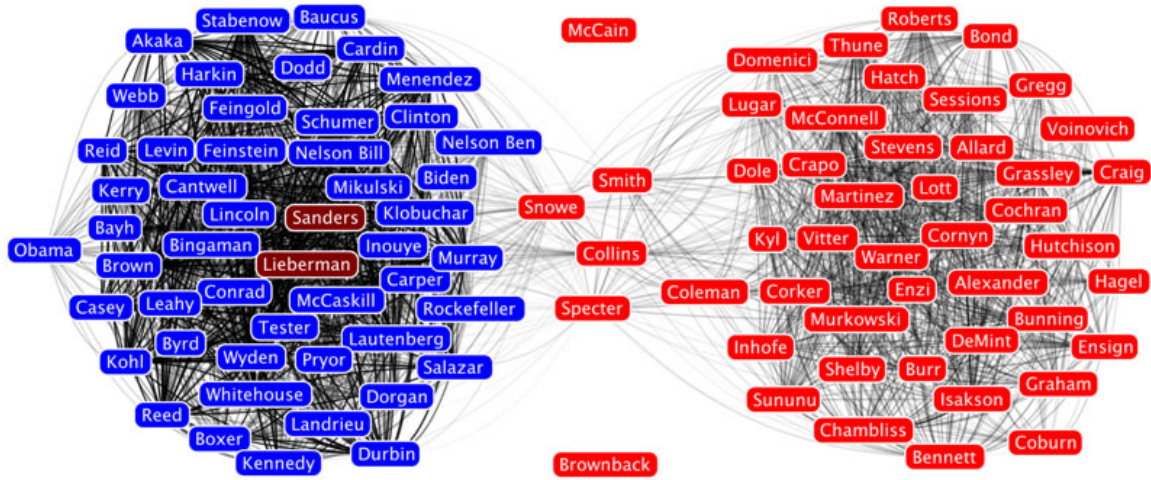 Stabenow
Baucus
Akaka
Cardin
Dodd
Harkin
Menendez
Webb
Feingold
Schumer
Clinton
Nelson Ben
Reid
Levin
Feinstein
Nelson Bill
Biden
Kerry
Cantwell
Mikulski
Lincoln
Sanders
Klobuchar
Bayh
Obama
Bingaman
Inouye
Brown
Lieberman
Murray
Carper
Casey
Leahy
Conrad
McCaskill
Rockefeller
Tester
Byrd
Lautenberg
Kohl
Wyden
Pryor
Salazar
Whitehouse
Dorgan
Reed
Landrieu
Boxer
Kennedy
Durbin
McCain
Smith
Snowe
Collins
Specter
Coleman
Brownback
Roberts
Bond
Thune
Domenici
Hatch
Gregg
Sessions
Lugar
McConnell
Voinovich
Stevens
Allard
Dole
Crapo
Grassley
Craig
Martinez
Lott
Cochran
Kyl
Vitter
Cornyn
Hutchison
Warner
Corker
Enzi
Alexander
Hagel
Murkowski
Bunning
Inhofe
DeMint
Ensign
Shelby
Burr
Graham
Sununu
Isakson
Chambliss
Coburn
Bennett